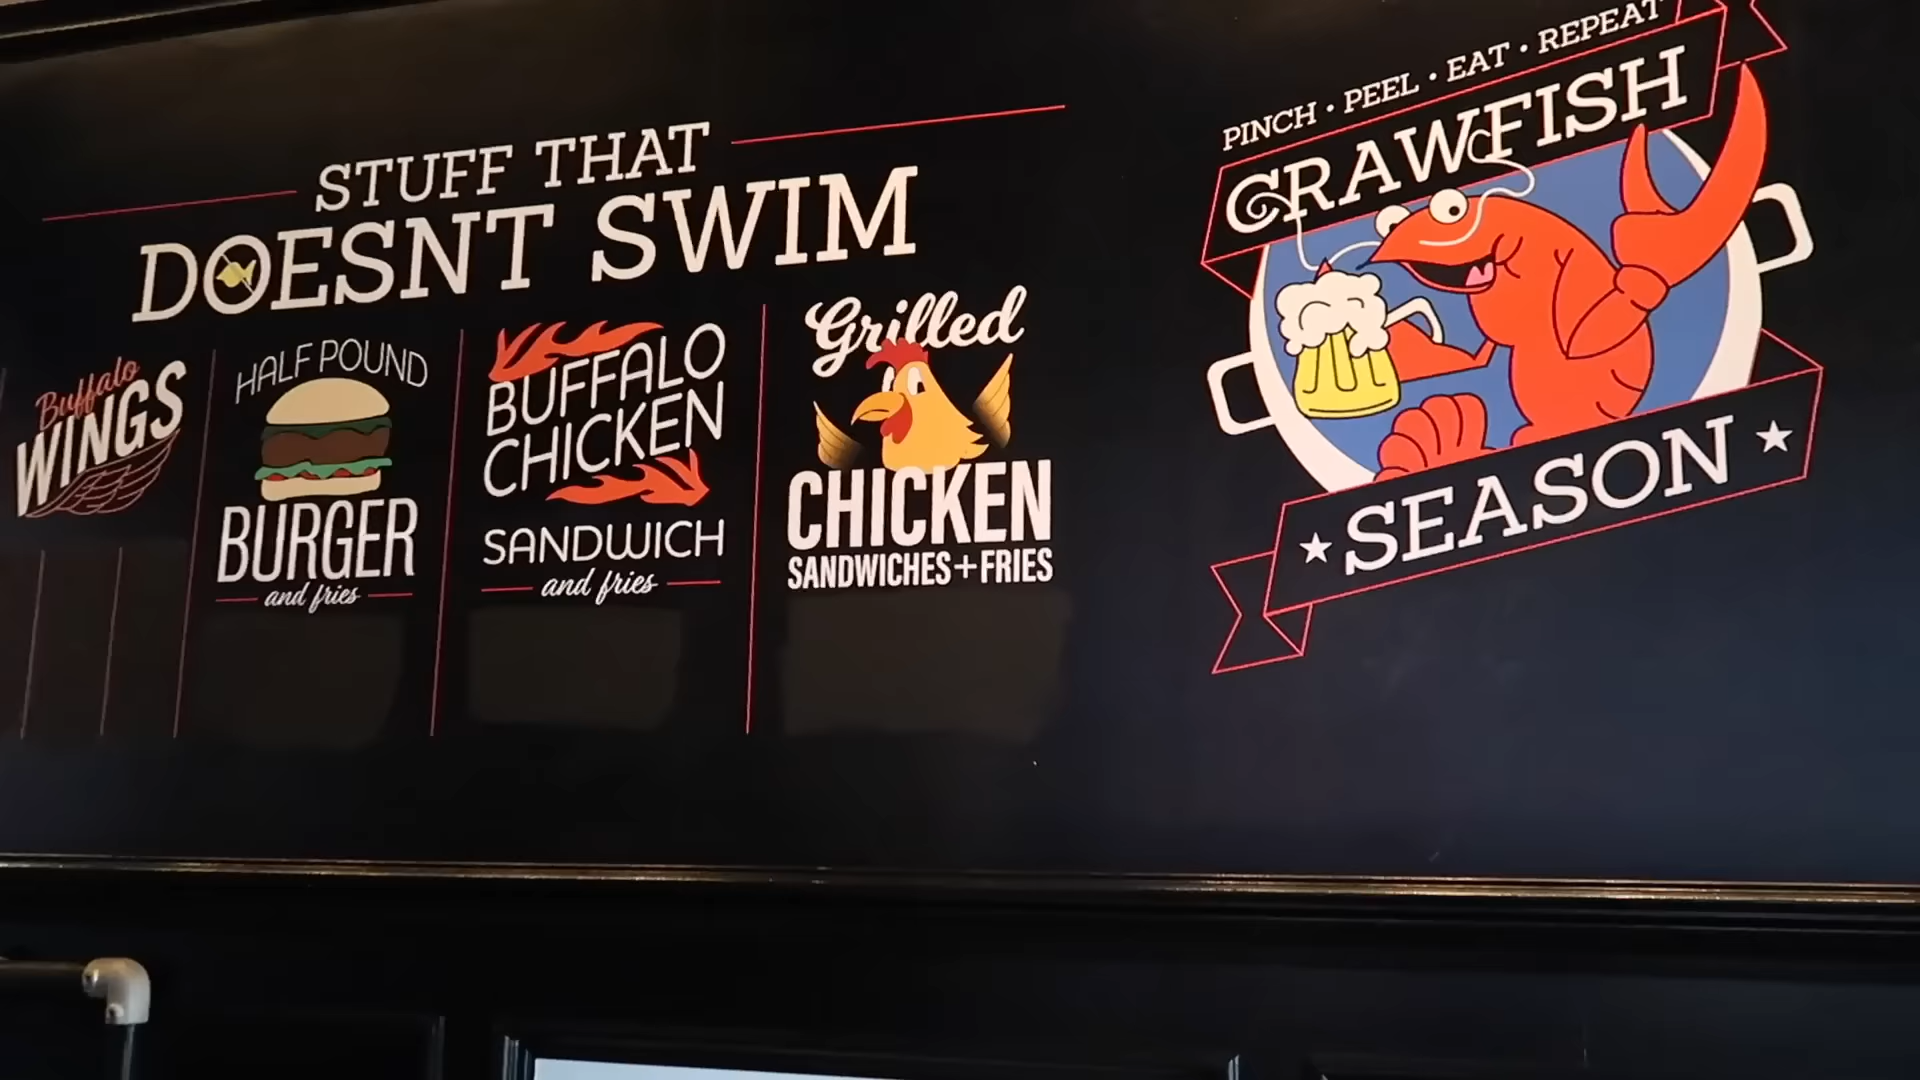 STUFF THAT
DOESNT SWIM
Buffalo
WINGS
HALF POUND
BURGER
and fries
BUFFALO
CHICKEN
SANDWICH
and fries
Grilled
CHICKEN
SANDWICHES+FRIES
PINCH • PEEL • EAT • REPEAT
CRAWFISH
SEASON